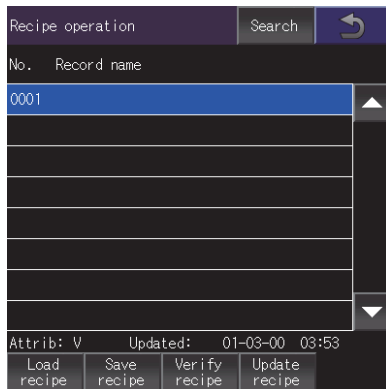 Recipe operation Search
No. Record name
0001
Attrib: V Updated: 01-03-00 03:53
Load recipe Save recipe Verify recipe Update recipe